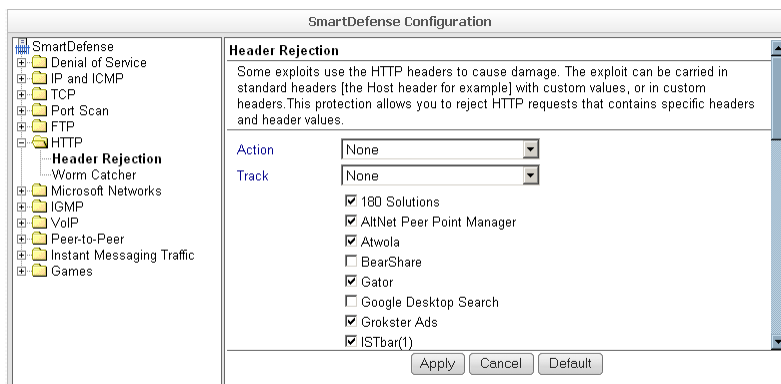 SmartDefense Configuration
SmartDefense
Denial of Service
IP and ICMP
TCP
Port Scan
FTP
HTTP
Header Rejection
Worm Catcher
Microsoft Networks
IGMP
VoIP
Peer-to-Peer
Instant Messaging Traffic
Games
Header Rejection
Some exploits use the HTTP headers to cause damage. The exploit can be carried in
standard headers [the Host header for example] with custom values, or in custom
headers.This protection allows you to reject HTTP requests that contains specific headers
and header values.
Action None
Track None
180 Solutions
AltNet Peer Point Manager
Atwola
BearShare
Gator
Google Desktop Search
Grokster Ads
ISTbar(1)
Apply Cancel Default